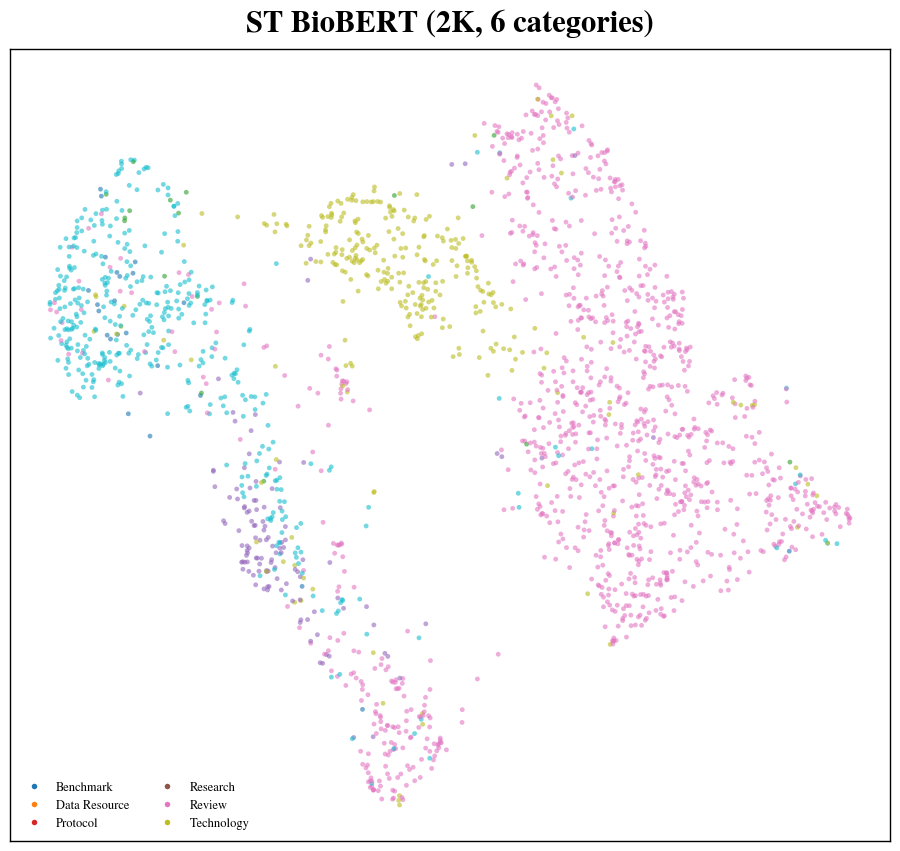 ST BioBERT (2K, 6 categories)
Benchmark
Data Resource
Protocol
Research
Review
Technology